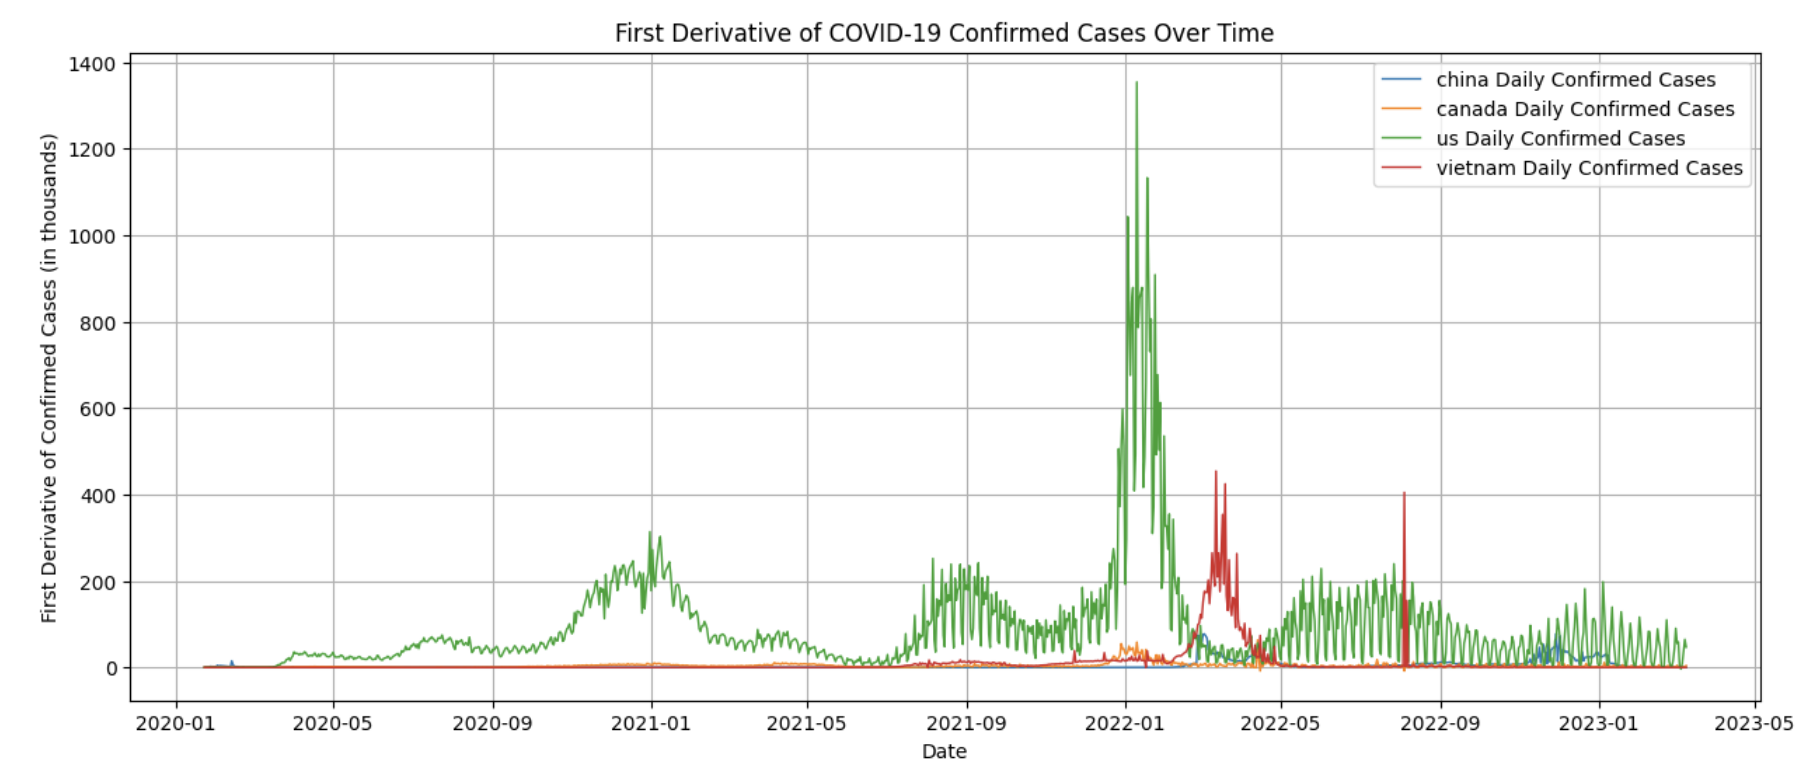 First Derivative of COVID-19 Confirmed Cases Over Time
First Derivative of Confirmed Cases (in thousands)
1400
1200
1000
800
600
400
200
0
china Daily Confirmed Cases
canada Daily Confirmed Cases
us Daily Confirmed Cases
vietnam Daily Confirmed Cases
2020-01 2020-05 2020-09 2021-01 2021-05 2021-09 2022-01 2022-05 2022-09 2023-01 2023-05
Date